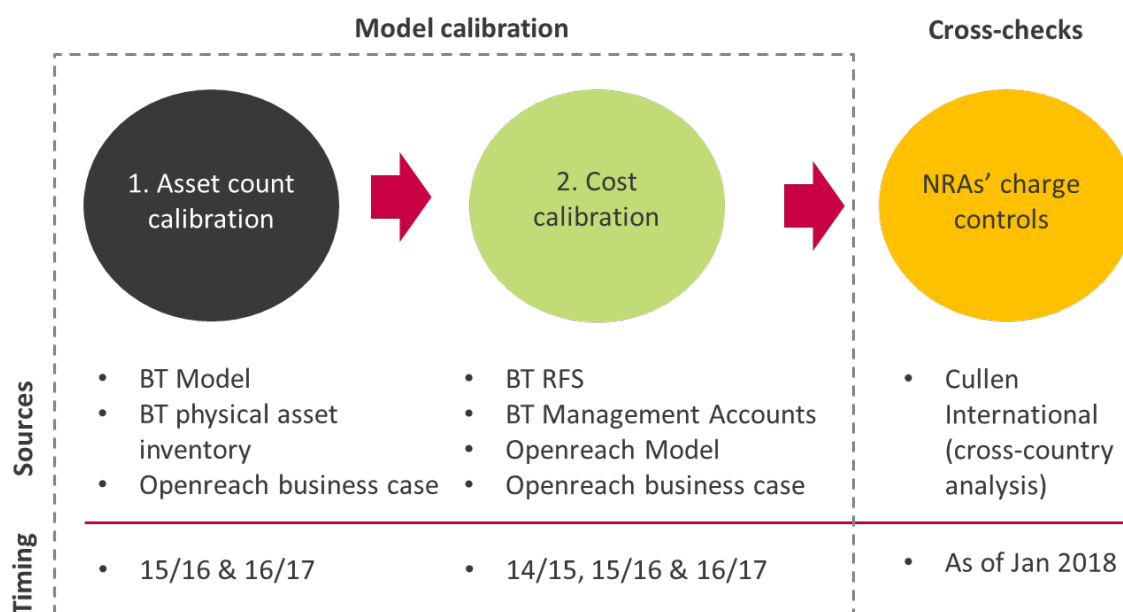 Model calibration
Cross-checks
1. Asset count
calibration
2. Cost
calibration
NRAs’ charge
controls
Sources
• BT Model
• BT physical asset
inventory
• Openreach business case
• BT RFS
• BT Management Accounts
• Openreach Model
• Openreach business case
• Cullen
International
(cross-country
analysis)
Timing
• 15/16 & 16/17
• 14/15, 15/16 & 16/17
• As of Jan 2018